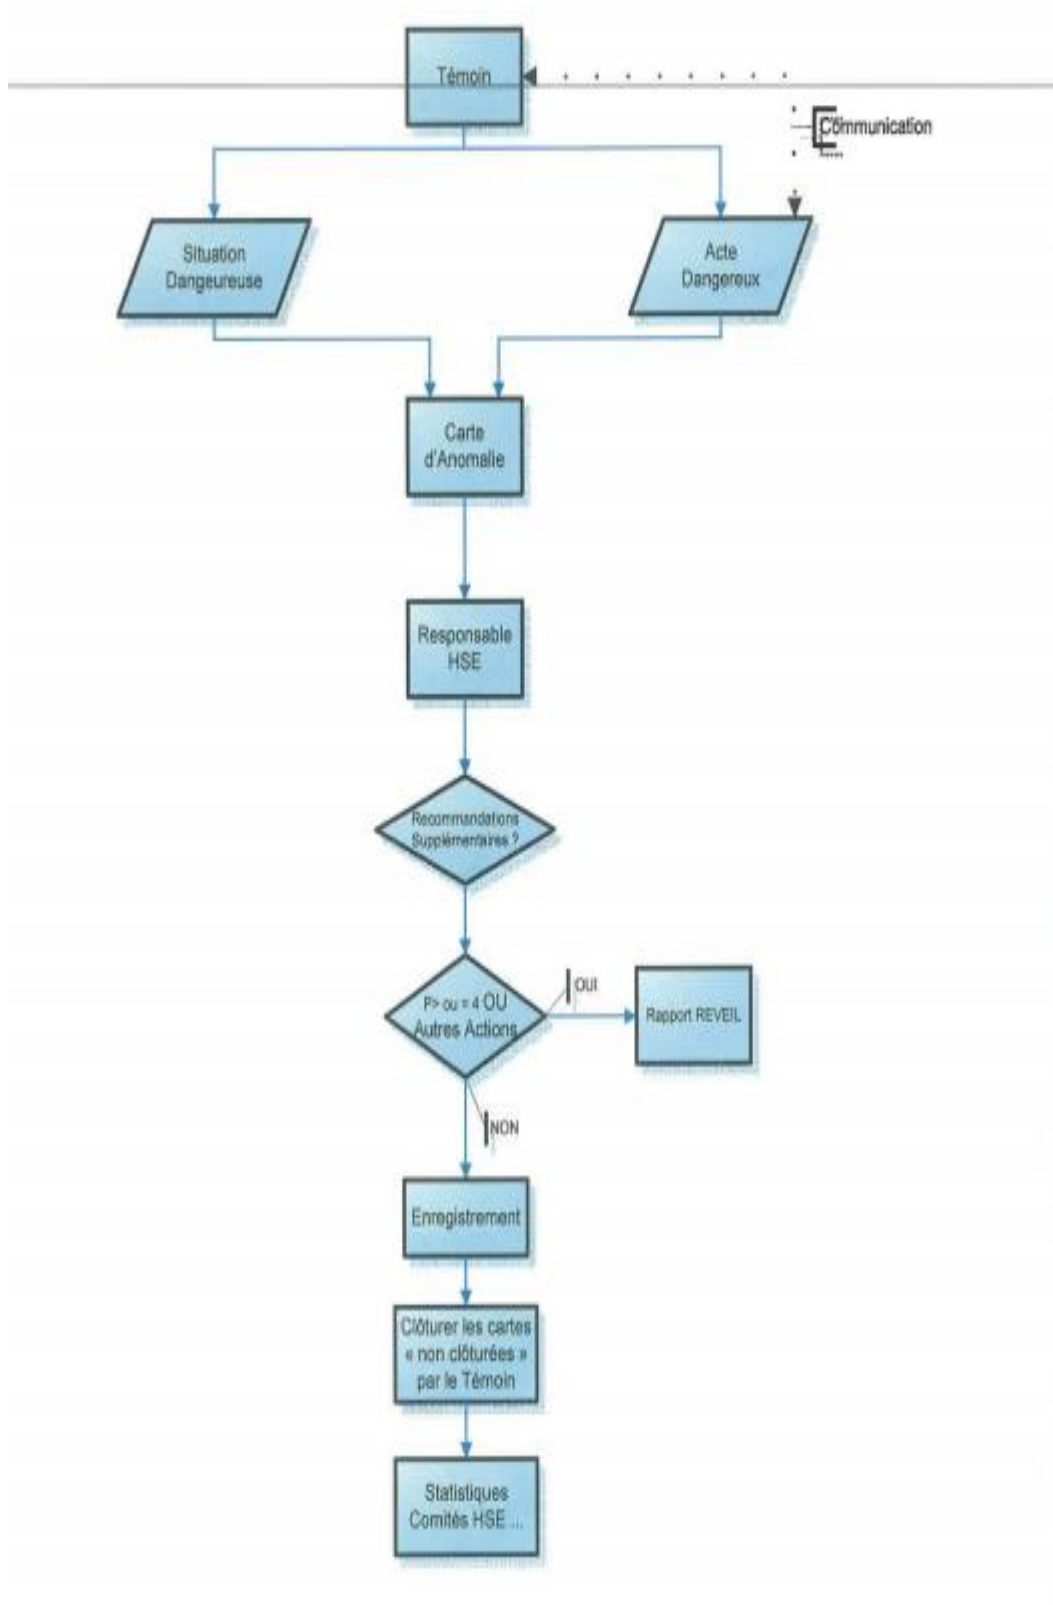 Témoin
Communication
Situation
Dangeureuse
Acte
Dangereux
Carte
d'Anomalie
Responsable
HSE
Recommandations
Supplémentaires ?
P> ou = 4 OU
Autres Actions
OUI
Rapport REVEIL
NON
Enregistrement
Clôturer les cartes
« non clôturées »
par le Témoin
Statistiques
Comités HSE ...